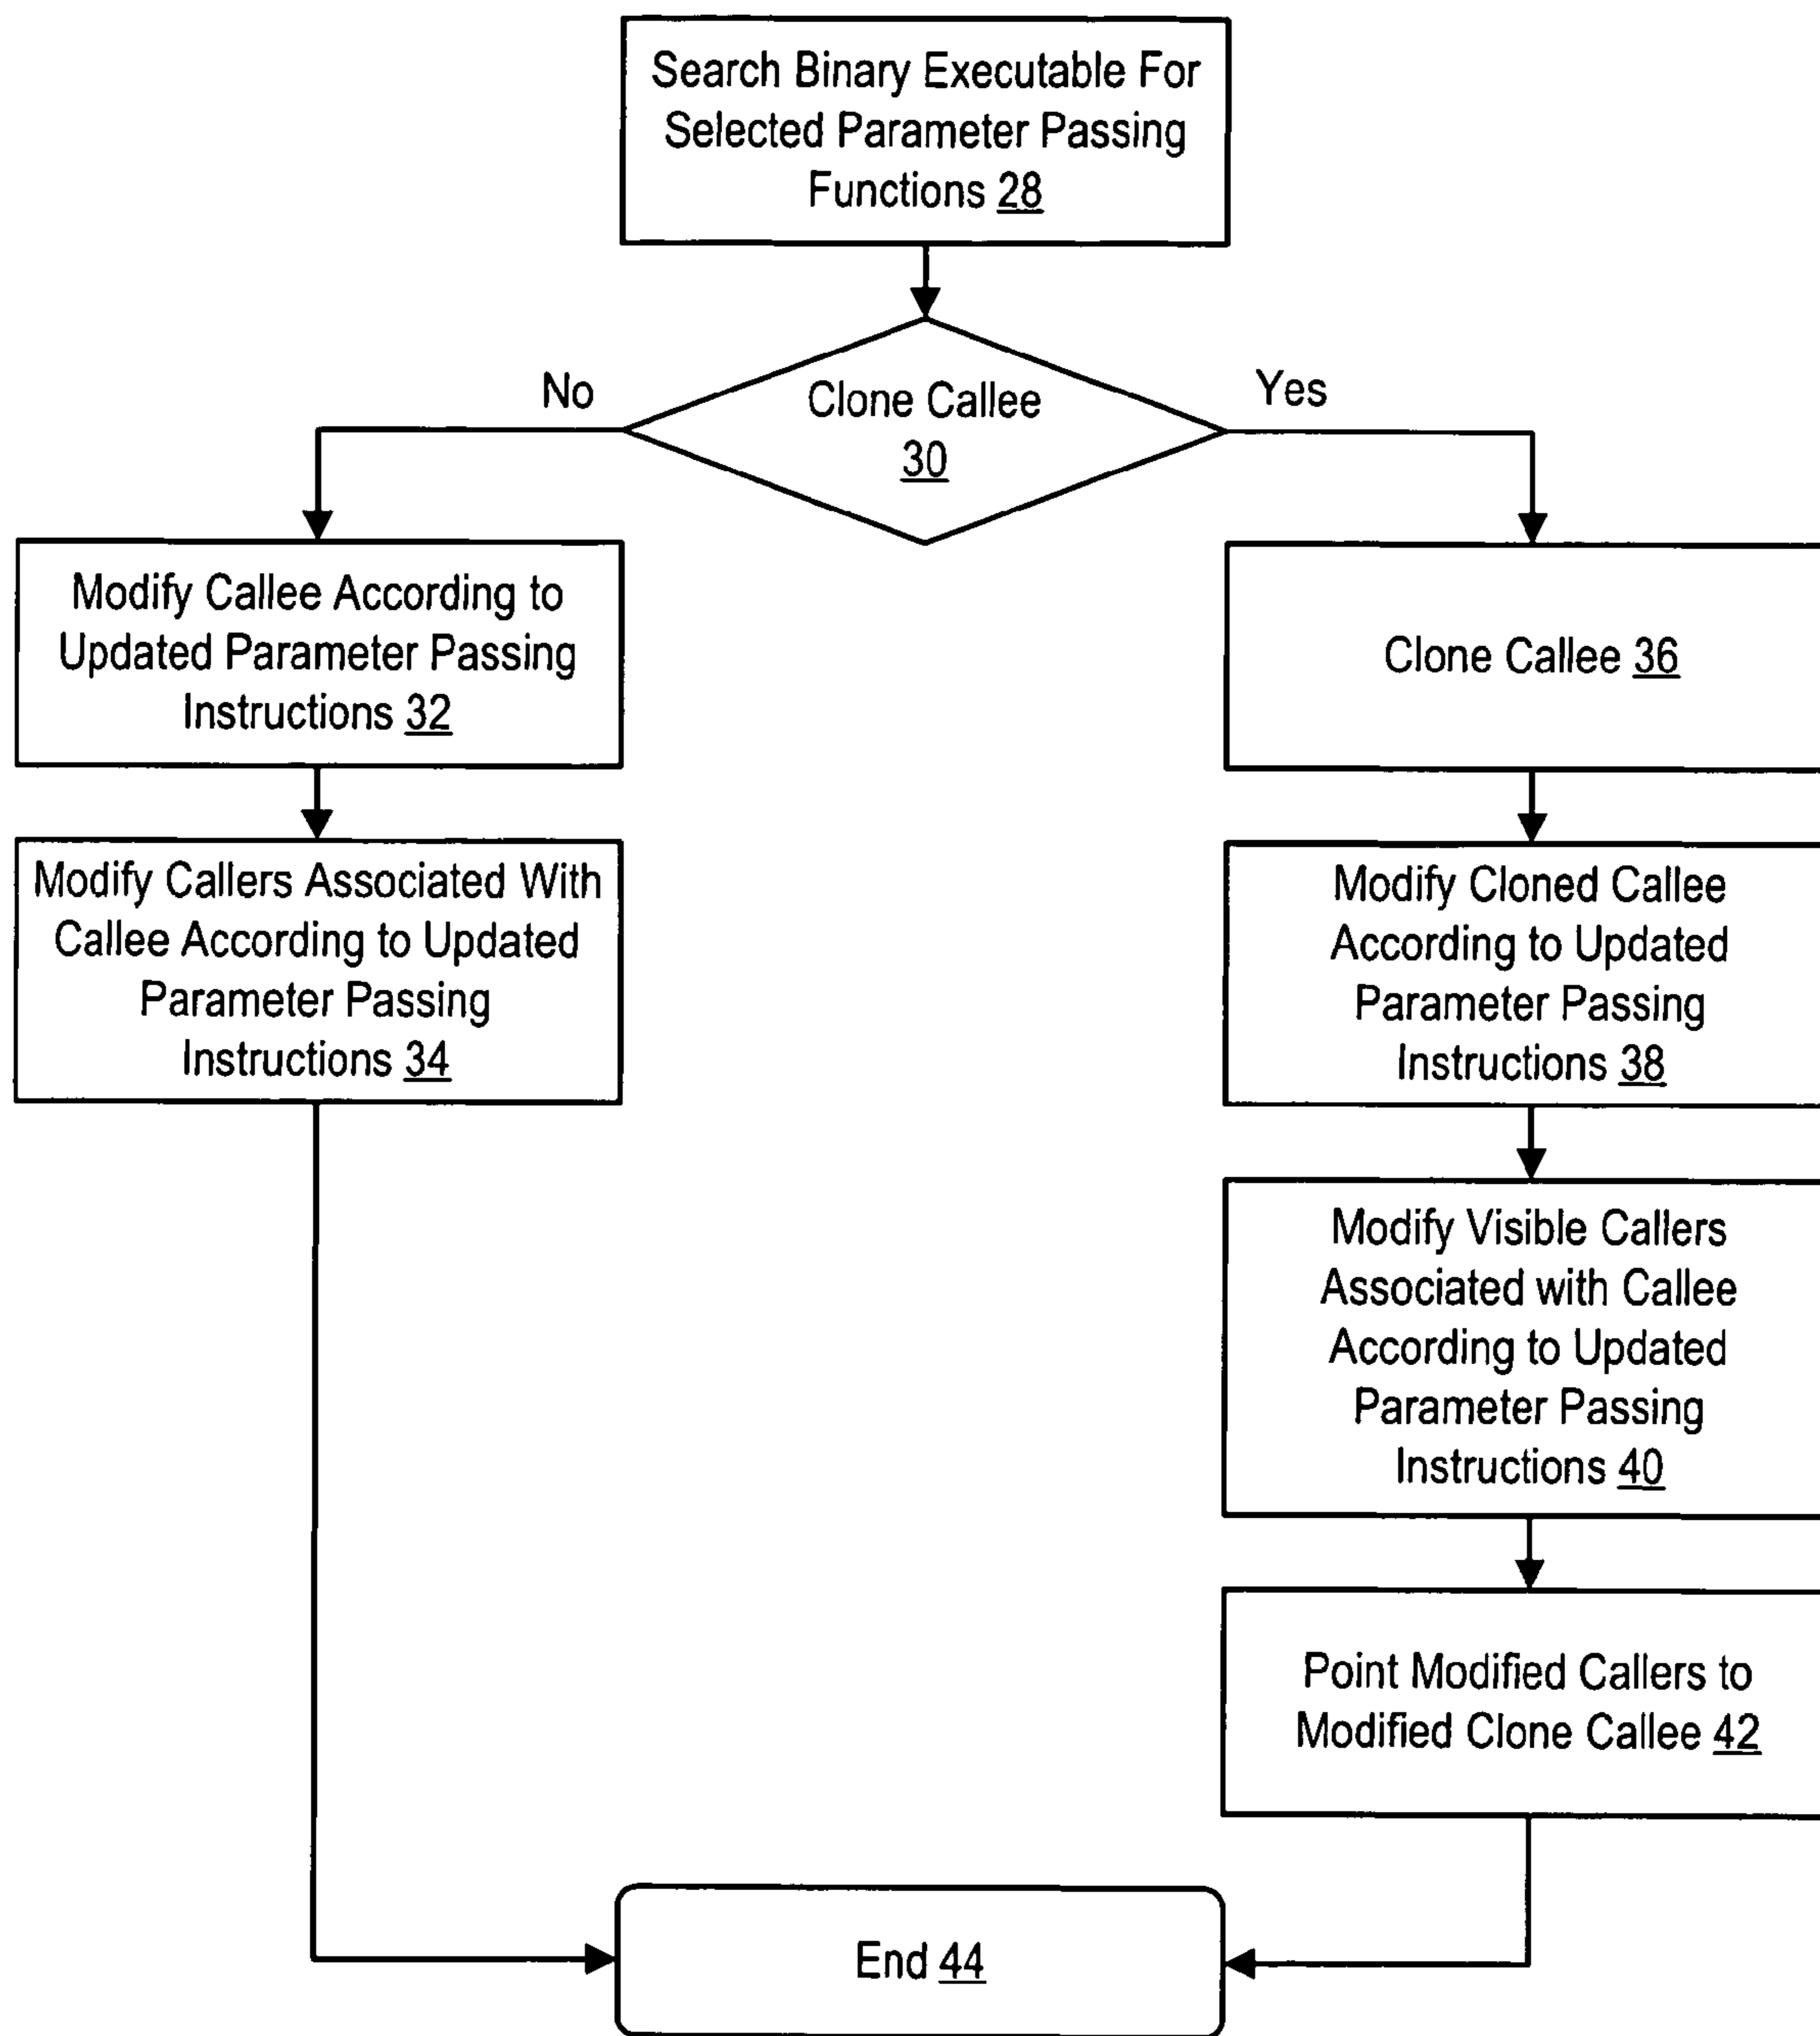 Search Binary Executable For
Selected Parameter Passing
Functions 28
No
Clone Callee
30
Yes
Modify Callee According to
Updated Parameter Passing
Instructions 32
Modify Callers Associated With
Callee According to Updated
Parameter Passing
Instructions 34
Clone Callee 36
Modify Cloned Callee
According to Updated
Parameter Passing
Instructions 38
Modify Visible Callers
Associated with Callee
According to Updated
Parameter Passing
Instructions 40
Point Modified Callers to
Modified Clone Callee 42
End 44